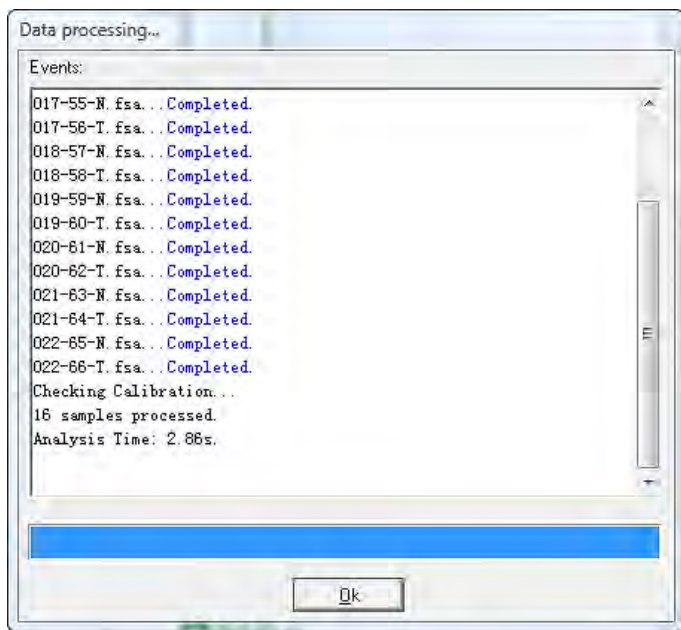 Data processing...
Events:
017-55-N.fsa...Completed.
017-56-T.fsa...Completed.
018-57-N.fsa...Completed.
018-58-T.fsa...Completed.
019-59-N.fsa...Completed.
019-60-T.fsa...Completed.
020-61-N.fsa...Completed.
020-62-T.fsa...Completed.
021-63-N.fsa...Completed.
021-64-T.fsa...Completed.
022-65-N.fsa...Completed.
022-66-T.fsa...Completed.
Checking Calibration...
16 samples processed.
Analysis Time: 2.86s.
Ok